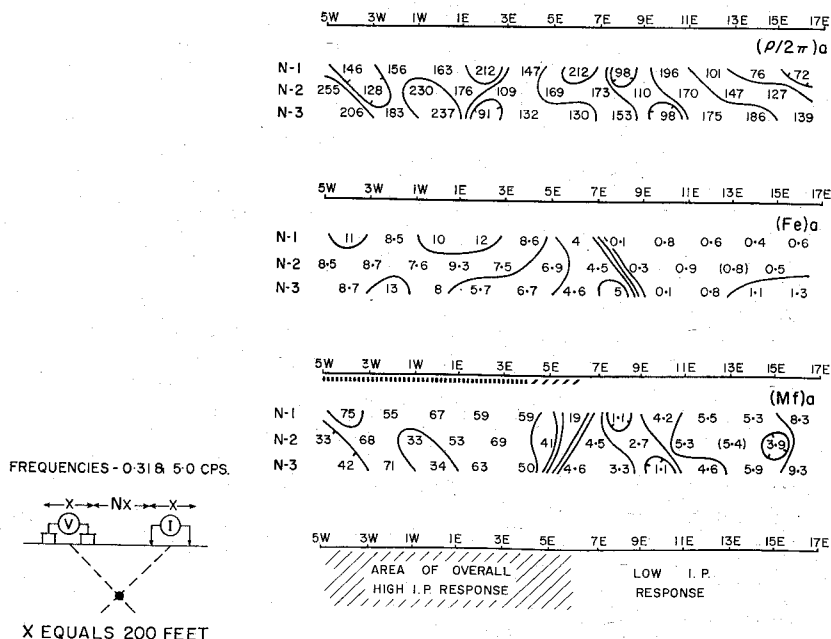 5W 3W 1W 1E 3E 5E 7E 9E 11E 13E 15E 17E
(ρ/2π)a
N-1 146 156 163 212 147 212 98 196 101 76 72
N-2 255 128 230 176 109 169 173 110 170 147 127
N-3 206 183 237 91 132 130 153 98 175 186 139
5W 3W 1W 1E 3E 5E 7E 9E 11E 13E 15E 17E
(Fe)a
N-1 11 8.5 10 12 8.6 4 0.1 0.8 0.6 0.4 0.6
N-2 8.5 8.7 7.6 9.3 7.5 6.9 4.5 0.3 0.9 (0.8) 0.5
N-3 8.7 13 8 5.7 6.7 4.6 5 0.1 0.8 1.1 1.3
5W 3W 1W 1E 3E 5E 7E 9E 11E 13E 15E 17E
(Mf)a
N-1 75 55 67 59 59 19 1.1 4.2 5.5 5.3 8.3
N-2 33 68 33 53 69 41 4.5 2.7 5.3 (5.4) 3.9
N-3 42 71 34 63 50 4.6 3.3 1.1 4.6 5.9 9.3
FREQUENCIES - 0.31 & 5.0 CPS.
X NX X
V I
X EQUALS 200 FEET
5W 3W 1W 1E 3E 5E 7E 9E 11E 13E 15E 17E
AREA OF OVERALL LOW I.P.
HIGH I.P. RESPONSE RESPONSE